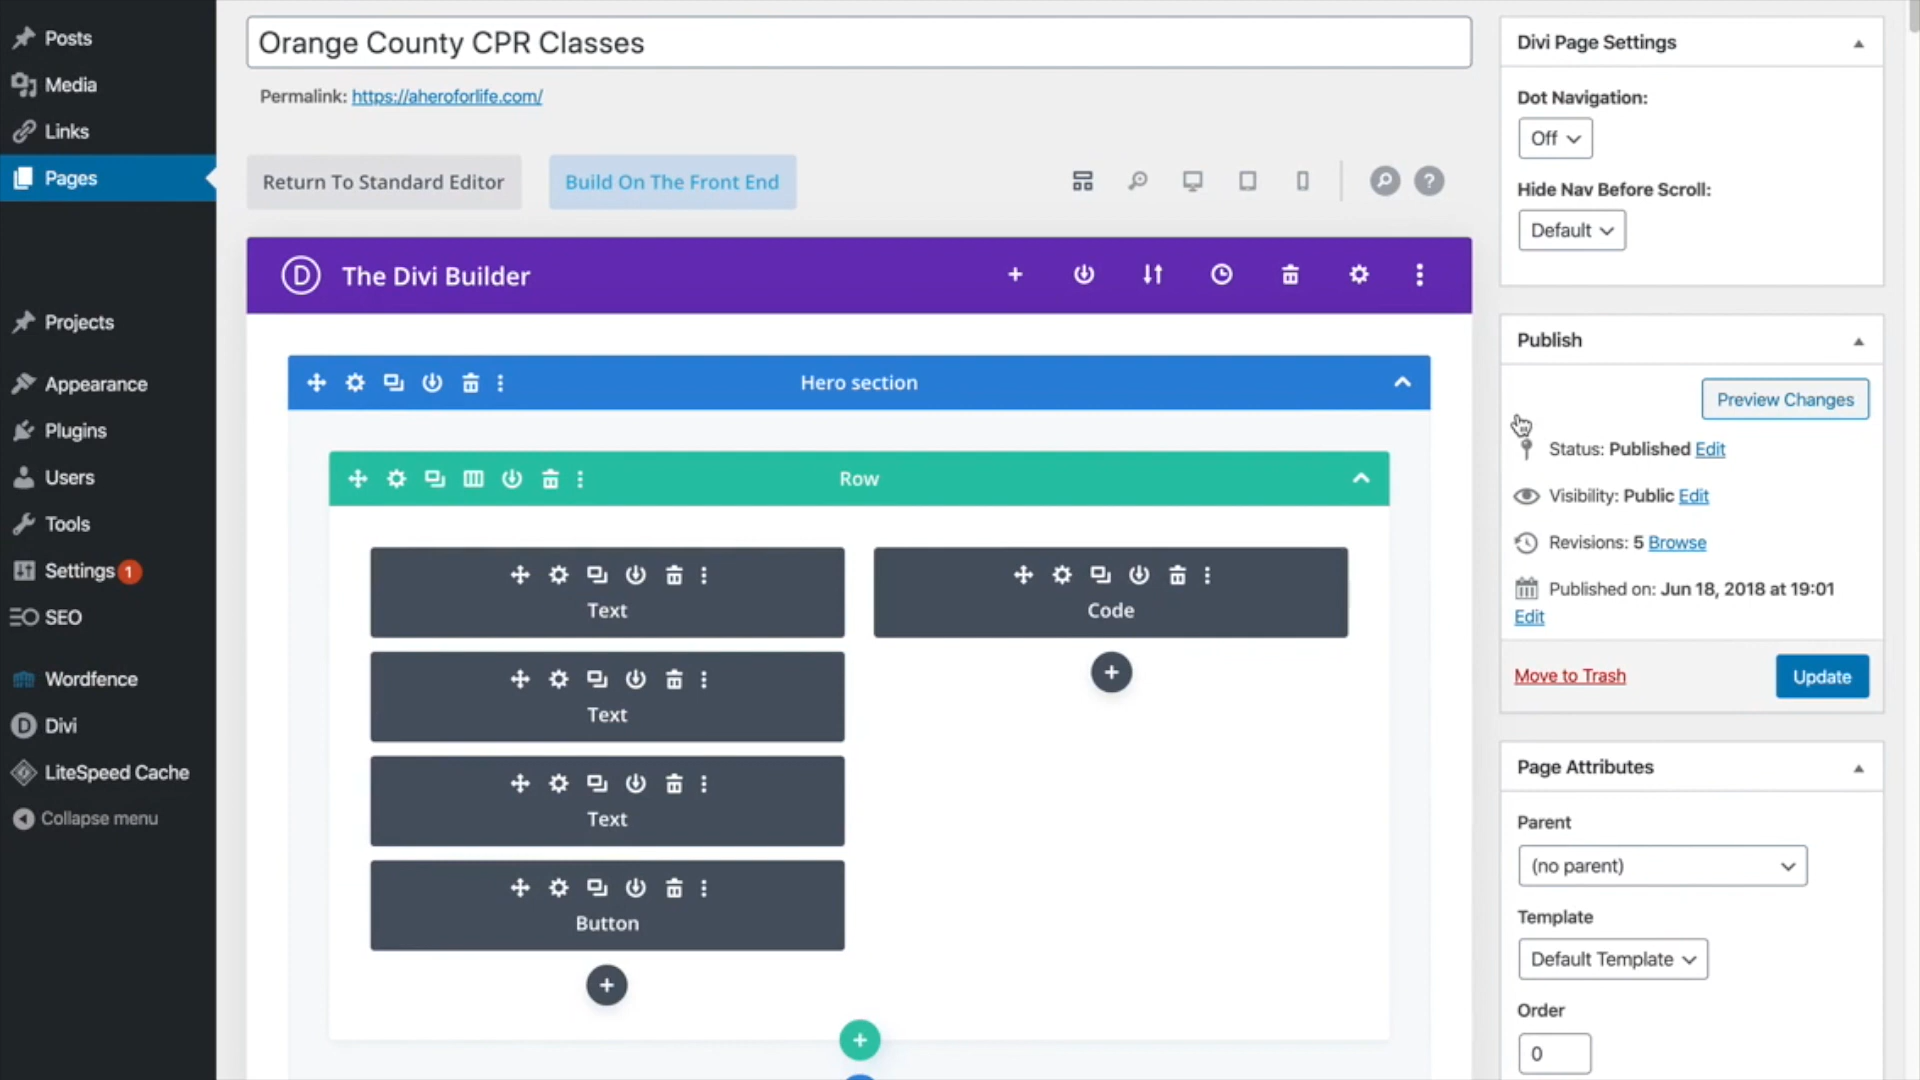 Posts
Media
Links
Pages
Projects
Appearance
Plugins
Users
Tools
Settings 1
SEO
Wordfence
D Divi
LiteSpeed Cache
Collapse menu
Orange County CPR Classes
Permalink: https://aheroforlife.com/
Return To Standard Editor
Build On The Front End
?
D The Divi Builder
Hero section
Row
Text
Text
Text
Button
Code
Divi Page Settings
Dot Navigation:
Off
Hide Nav Before Scroll:
Default
Publish
Preview Changes
Status: Published Edit
Visibility: Public Edit
Revisions: 5 Browse
Published on: Jun 18, 2018 at 19:01
Edit
Move to Trash
Update
Page Attributes
Parent
(no parent)
Template
Default Template
Order
0